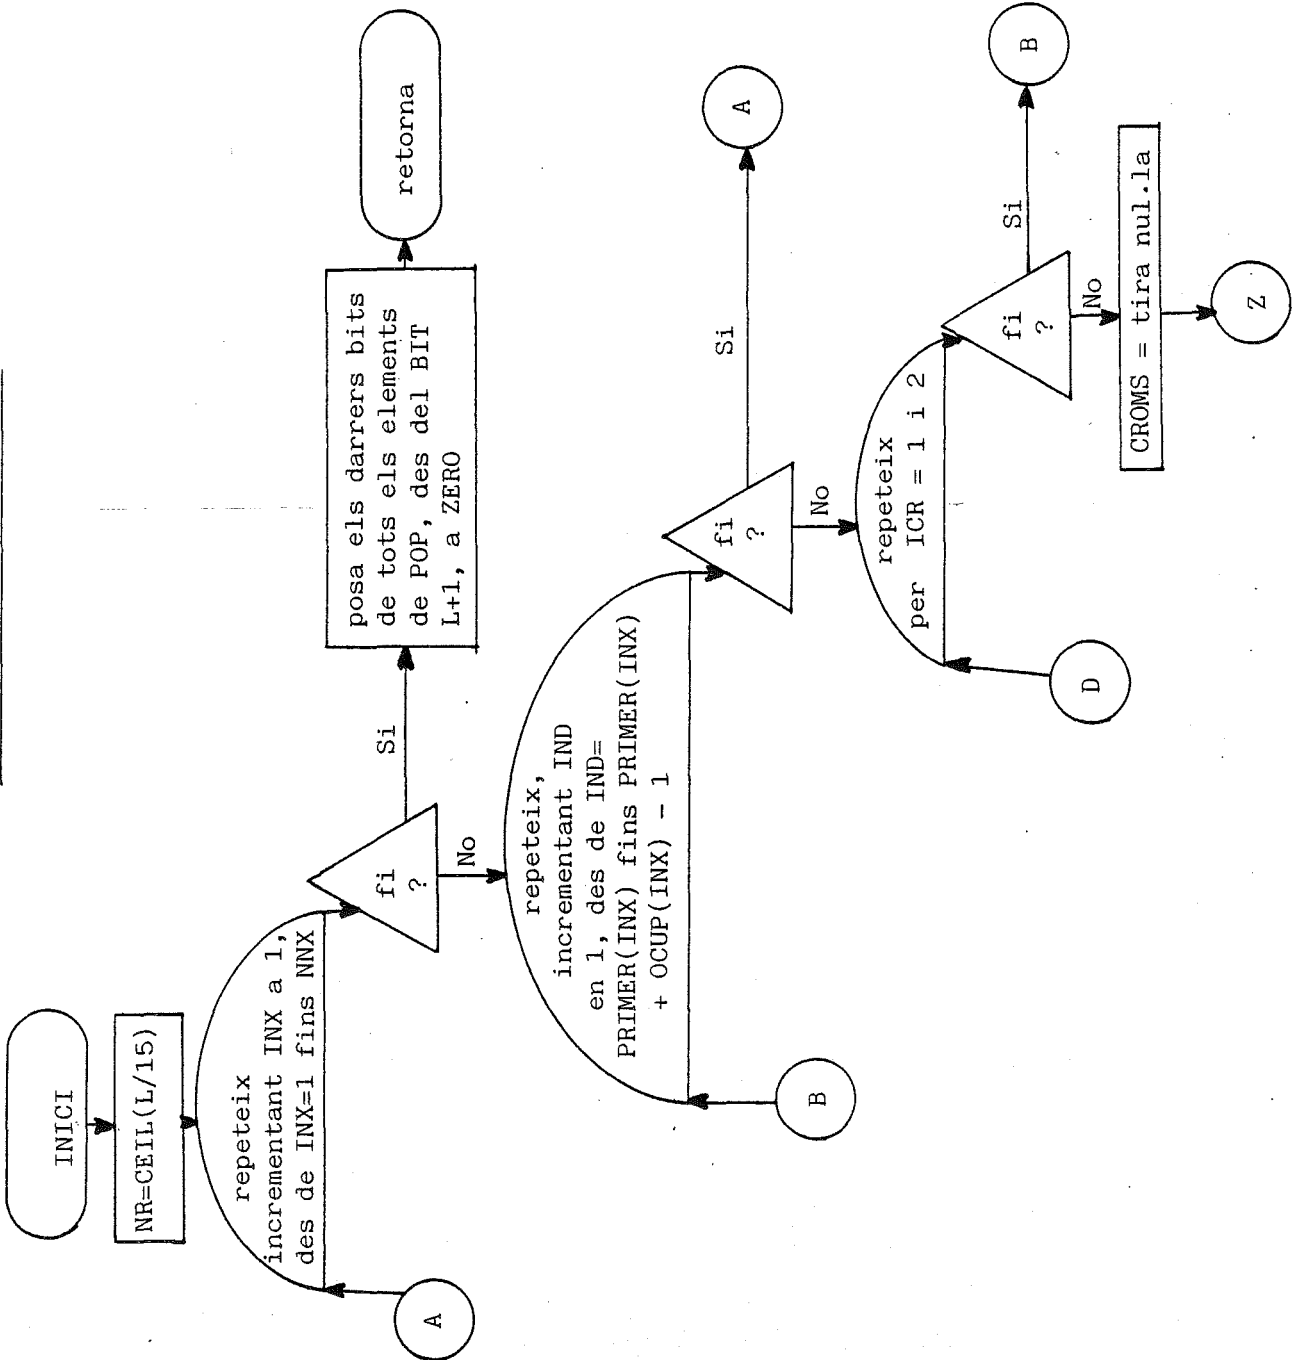 INICI
NR=CEIL(L/15)
repeteix
incrementant INX a 1,
des de INX=1 fins NNX
A
fi
?
Si
posa els darrers bits
de tots els elements
de POP, des del BIT
L+1, a ZERO
retorna
No
repeteix,
incrementant IND
en 1, des de IND=
PRIMER(INX) fins PRIMER(INX)
+ OCUP(INX) - 1
B
fi
?
Si
A
No
repeteix
per ICR = 1 i 2
D
fi
?
Si
B
No
CROMS = tira nul.la
Z